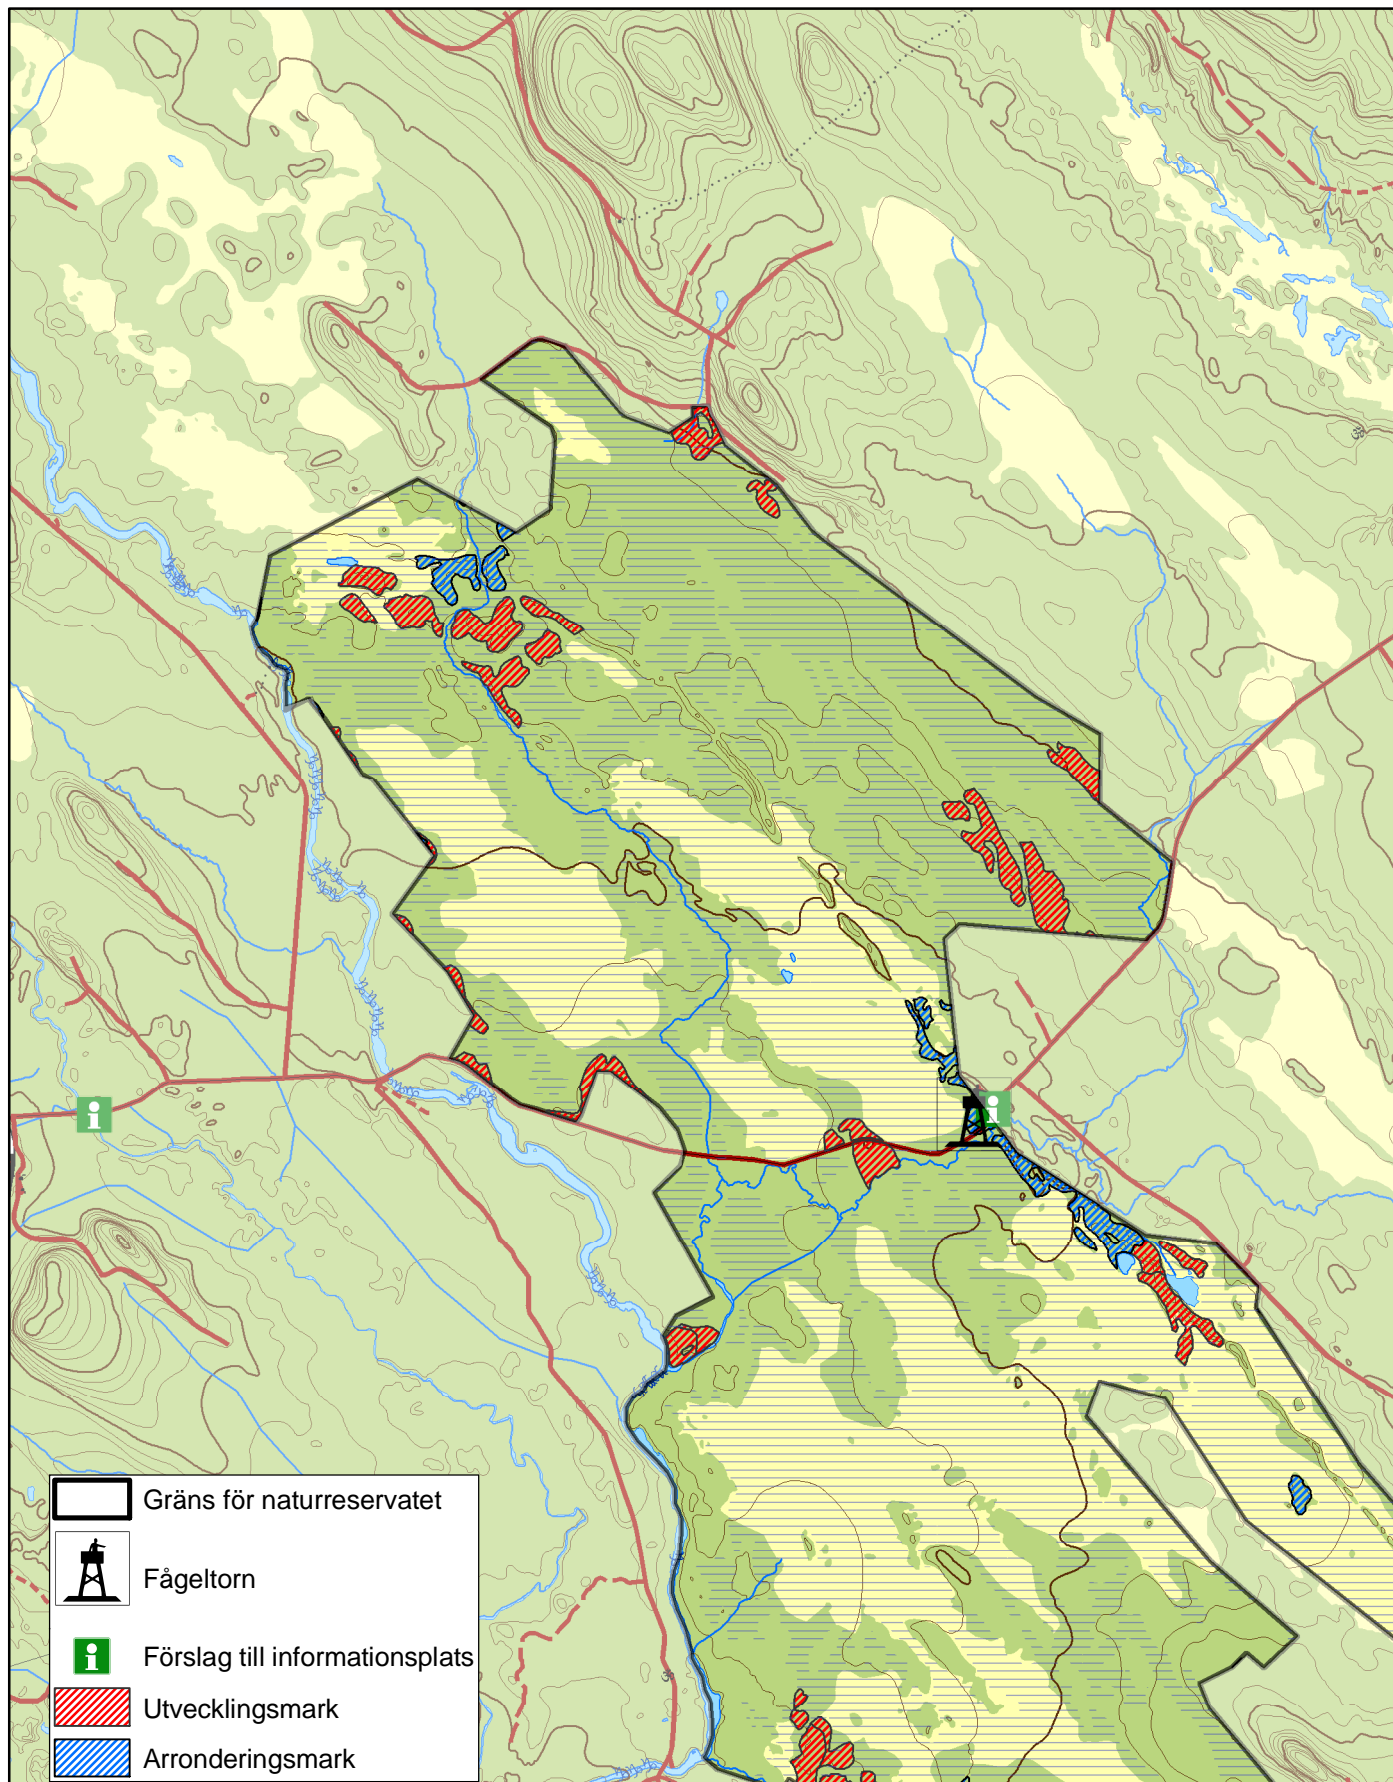 Gräns för naturreservatet
Fågeltorn
Förslag till informationsplats
Utvecklingsmark
Arronderingsmark